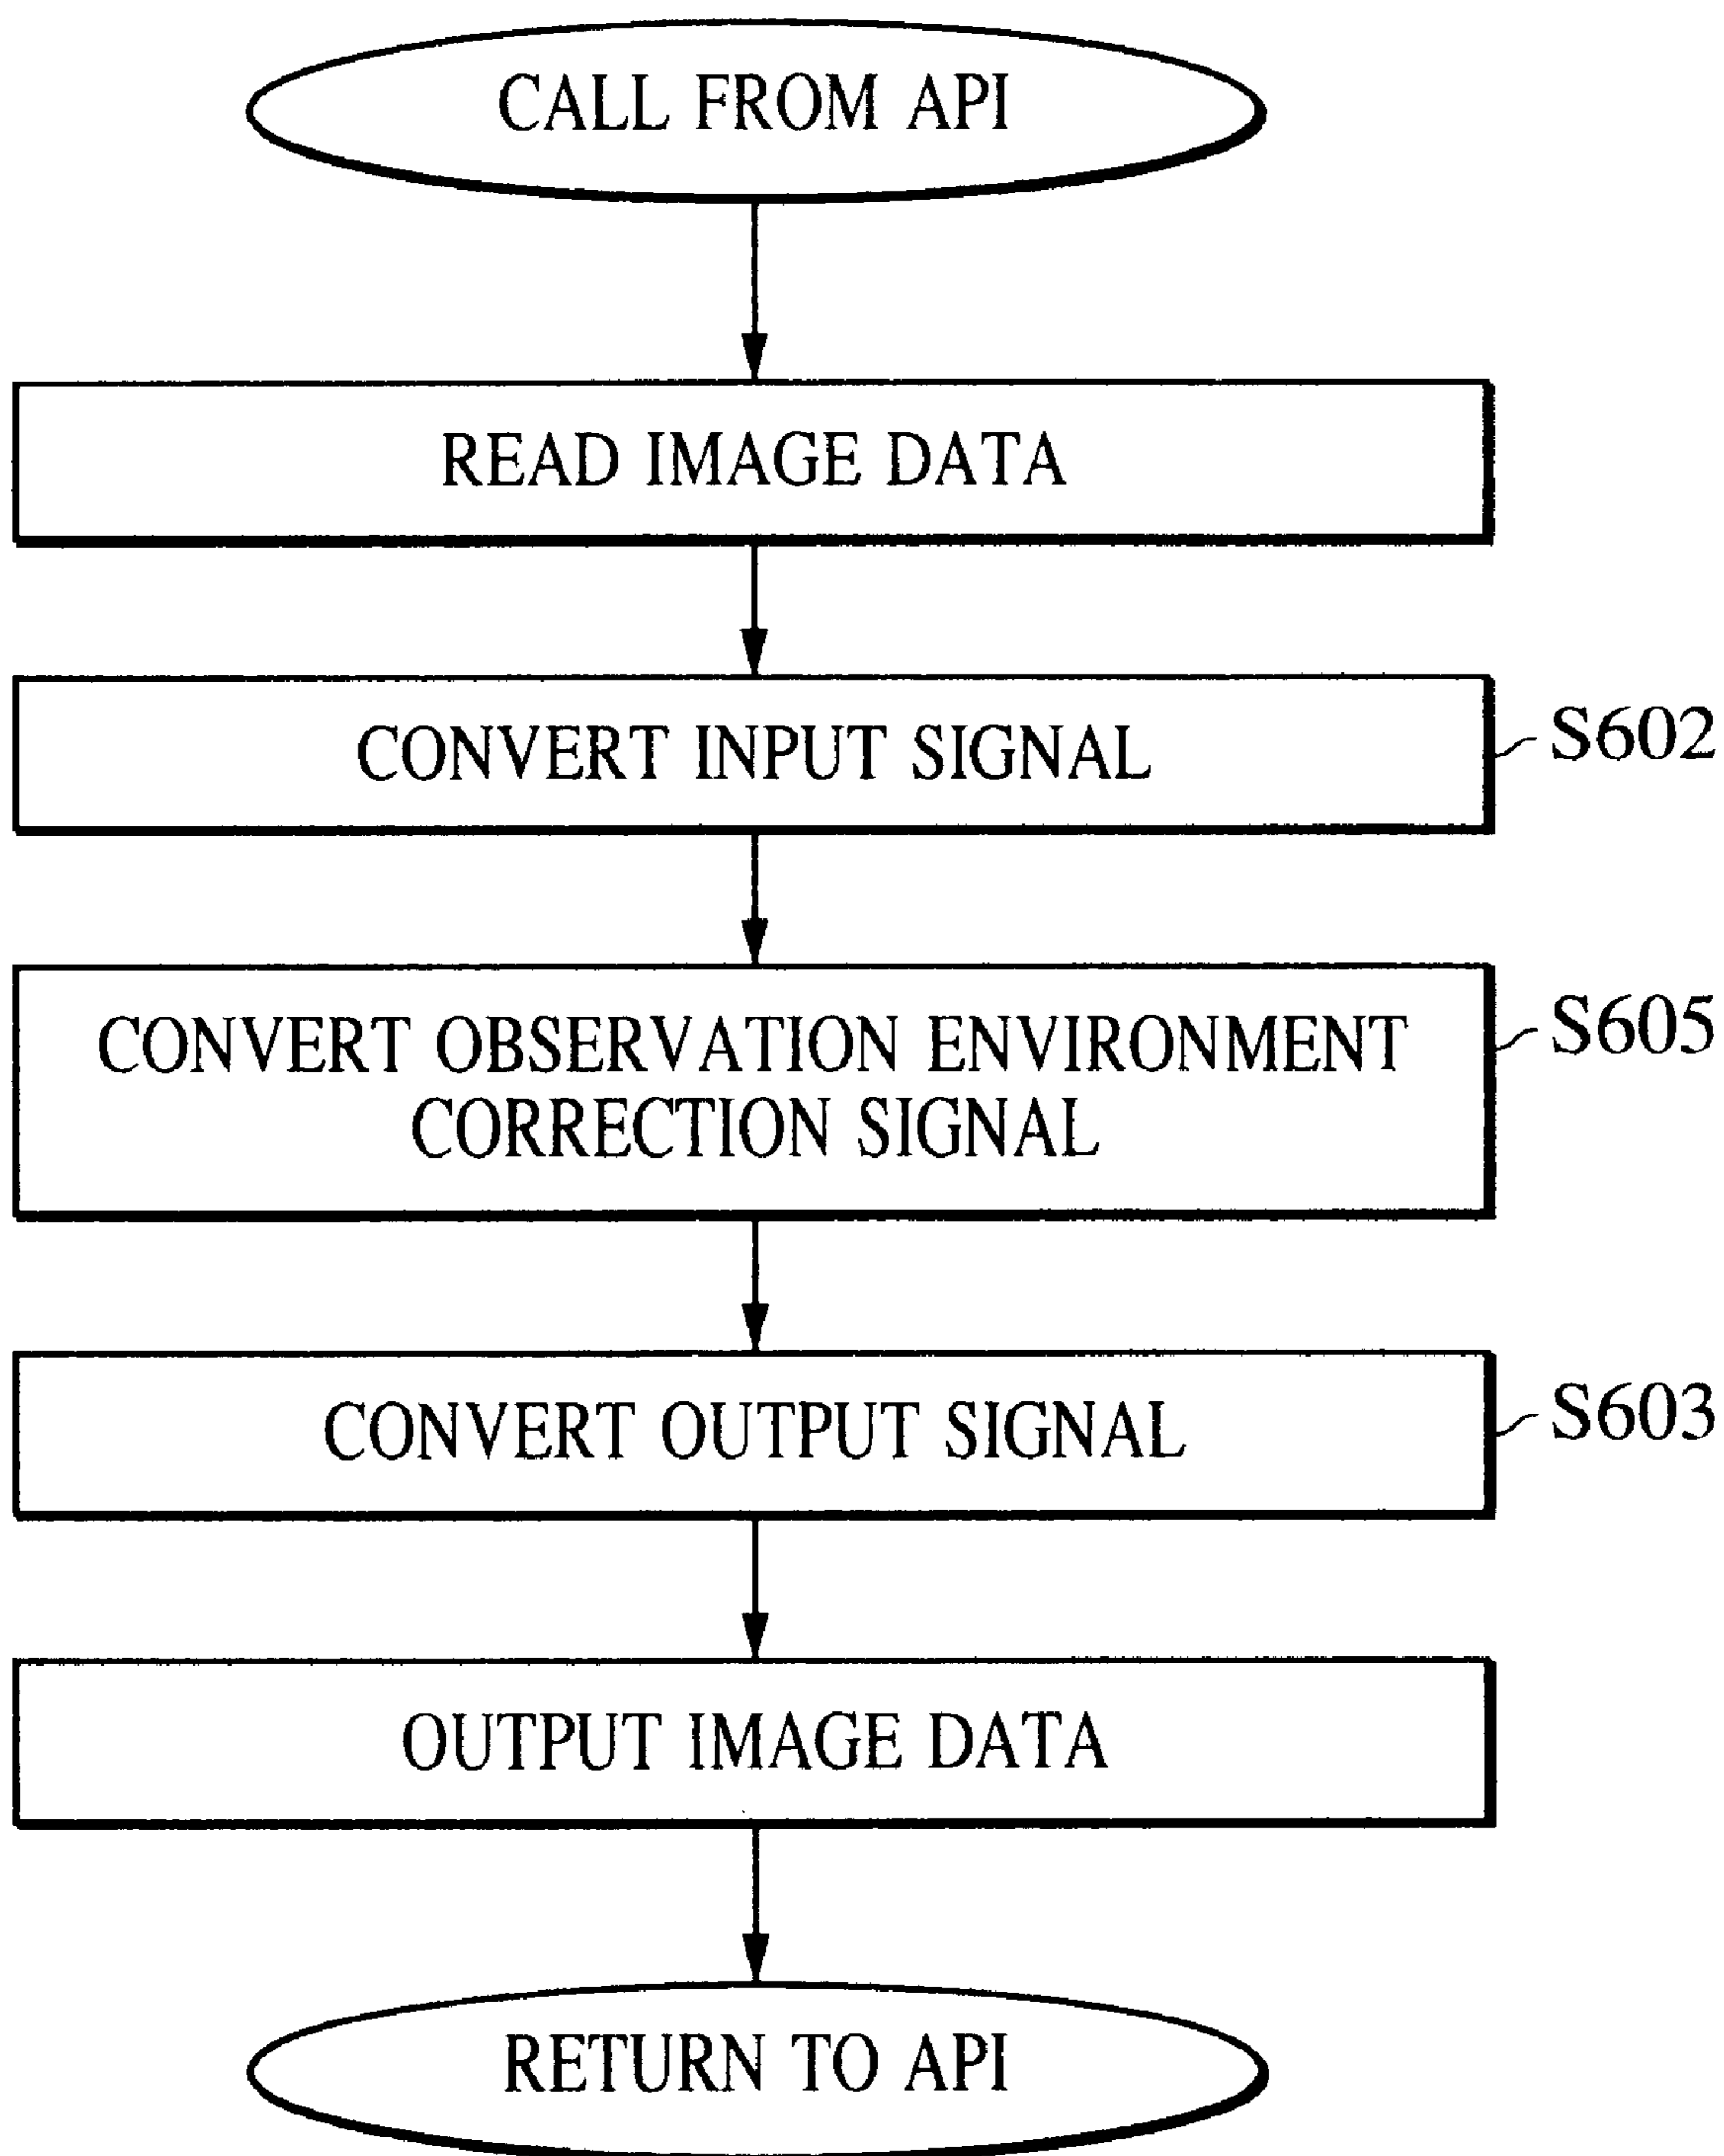 CALL FROM API
READ IMAGE DATA
CONVERT INPUT SIGNAL
S602
CONVERT OBSERVATION ENVIRONMENT
CORRECTION SIGNAL
S605
CONVERT OUTPUT SIGNAL
S603
OUTPUT IMAGE DATA
RETURN TO API